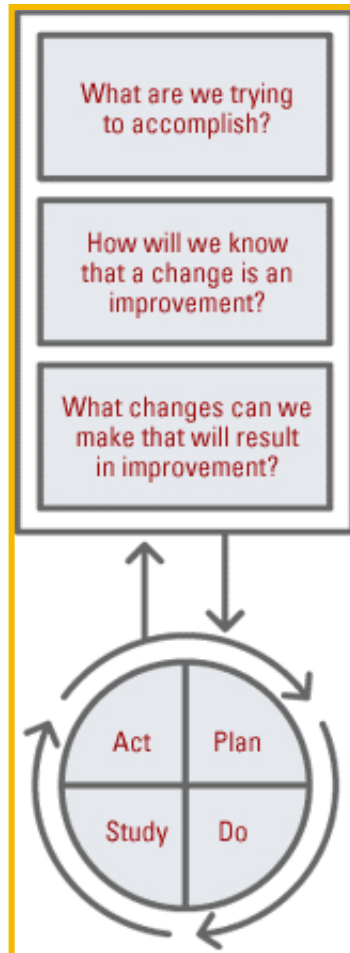 What are we trying
to accomplish?
How will we know
that a change is an
improvement?
What changes can we
make that will result
in improvement?
Act
Plan
Study
Do